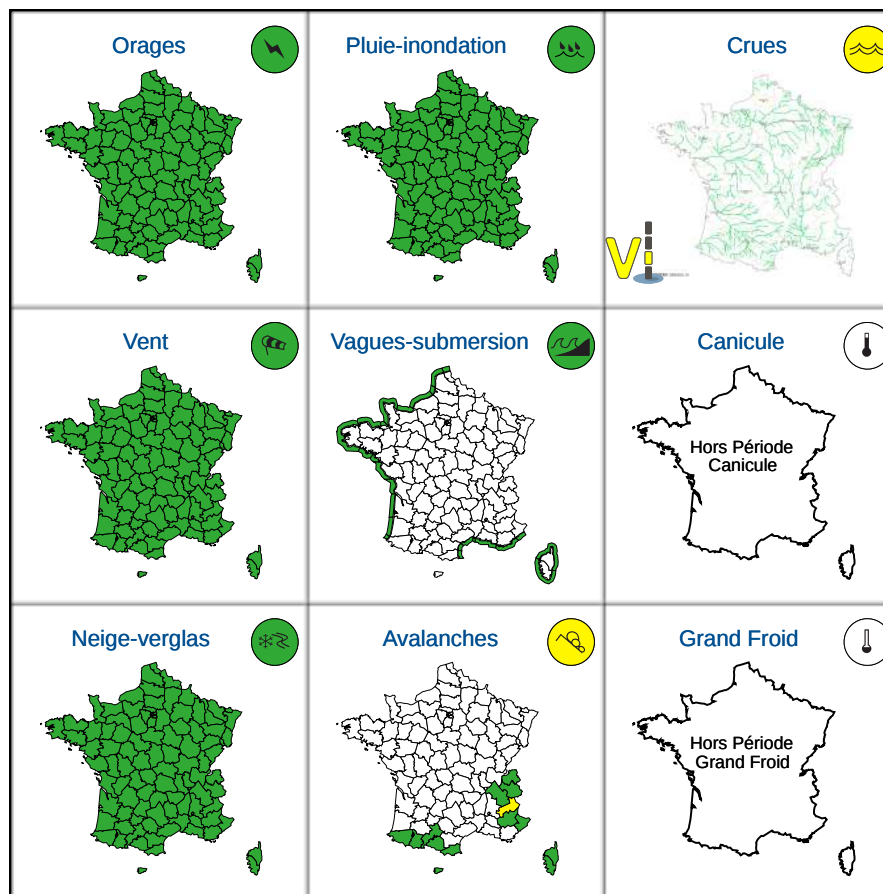 Orages
Pluie-inondation
Crues
Vi
Vent
Vagues-submersion
Canicule
Hors Période
Canicule
Neige-verglas
Avalanches
Grand Froid
Hors Période
Grand Froid